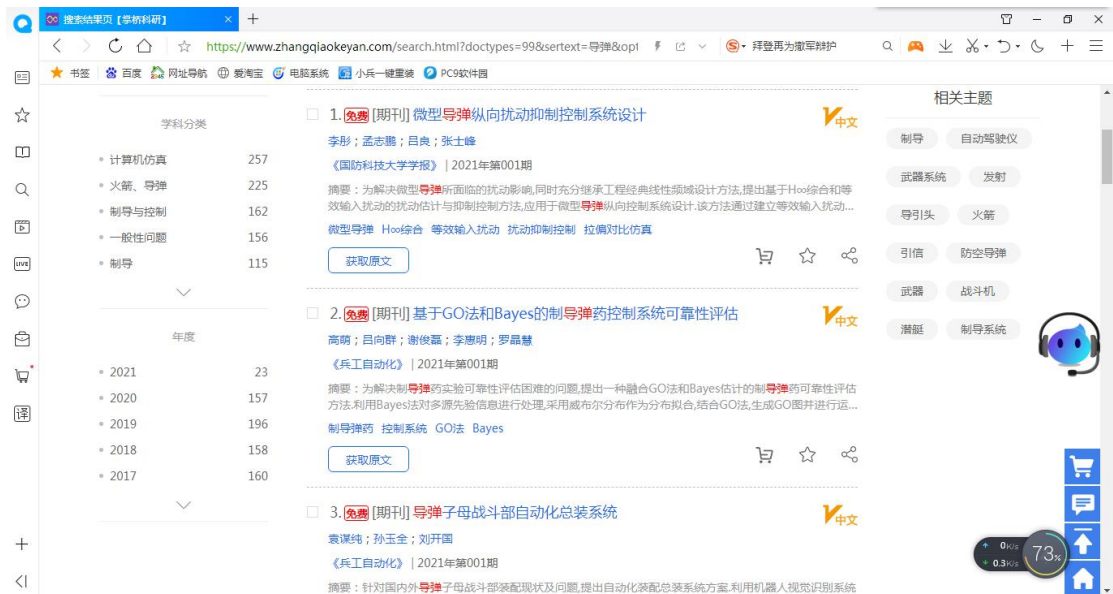 搜索结果页【掌桥科研】
https://www.zhangqiaokeyan.com/search.html?doctypes=99&sertext=导弹&opt
拜登再为撤军辩护
书签 百度 网址导航 爱淘宝 电脑系统 小兵一键重装 PC9软件园
学科分类
计算机仿真 257
火箭、导弹 225
制导与控制 162
一般性问题 156
制导 115
年度
2021 23
2020 157
2019 196
2018 158
2017 160
LIVE
译
1.免费 [期刊] 微型导弹纵向扰动抑制控制系统设计
V中文
李彤；孟志鹏；吕良；张士峰
《国防科技大学学报》 | 2021年第001期
摘要：为解决微型导弹所面临的扰动影响,同时充分继承工程经典线性频域设计方法,提出基于H∞综合和等
效输入扰动的扰动估计与抑制控制方法,应用于微型导弹纵向控制系统设计.该方法通过建立等效输入扰动...
微型导弹 H∞综合 等效输入扰动 扰动抑制控制 拉偏对比仿真
获取原文
2.免费 [期刊] 基于GO法和Bayes的制导弹药控制系统可靠性评估
V中文
高萌；吕向群；谢俊磊；李惠明；罗晶慧
《兵工自动化》 | 2021年第001期
摘要：为解决制导弹药实验可靠性评估困难的问题,提出一种融合GO法和Bayes估计的制导弹药可靠性评估
方法.利用Bayes法对多源先验信息进行处理,采用威布尔分布作为分布拟合,结合GO法,生成GO图并进行运...
制导弹药 控制系统 GO法 Bayes
获取原文
3.免费 [期刊] 导弹子母战斗部自动化总装系统
V中文
袁谋纯；孙玉全；刘开国
《兵工自动化》 | 2021年第001期
摘要：针对国内外导弹子母战斗部装配现状及问题,提出自动化装配总装系统方案.利用机器人视觉识别系统
相关主题
制导 自动驾驶仪
武器系统 发射
导引头 火箭
引信 防空导弹
武器 战斗机
潜艇 制导系统
0K/s
0.3K/s
73%